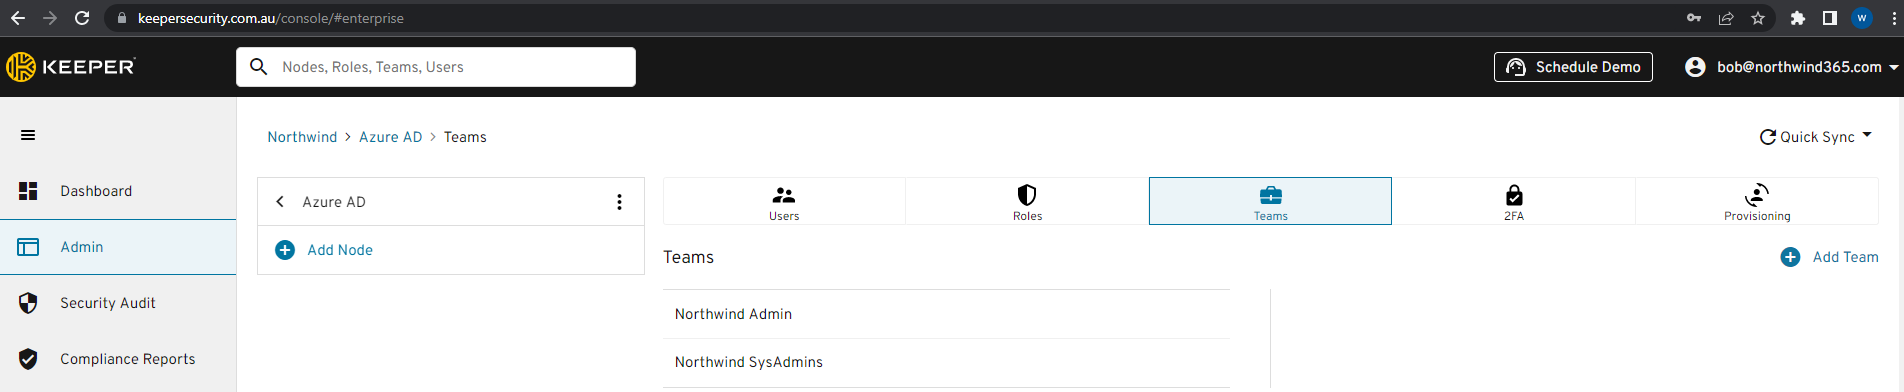 keepersecurity.com.au/console/#enterprise
W
KEEPER
Nodes, Roles, Teams, Users
Schedule Demo
bob@northwind365.com
Northwind > Azure AD > Teams
Quick Sync
Dashboard
Admin
Security Audit
Compliance Reports
Azure AD
Add Node
Users
Roles
Teams
2FA
Provisioning
Teams
Add Team
Northwind Admin
Northwind SysAdmins